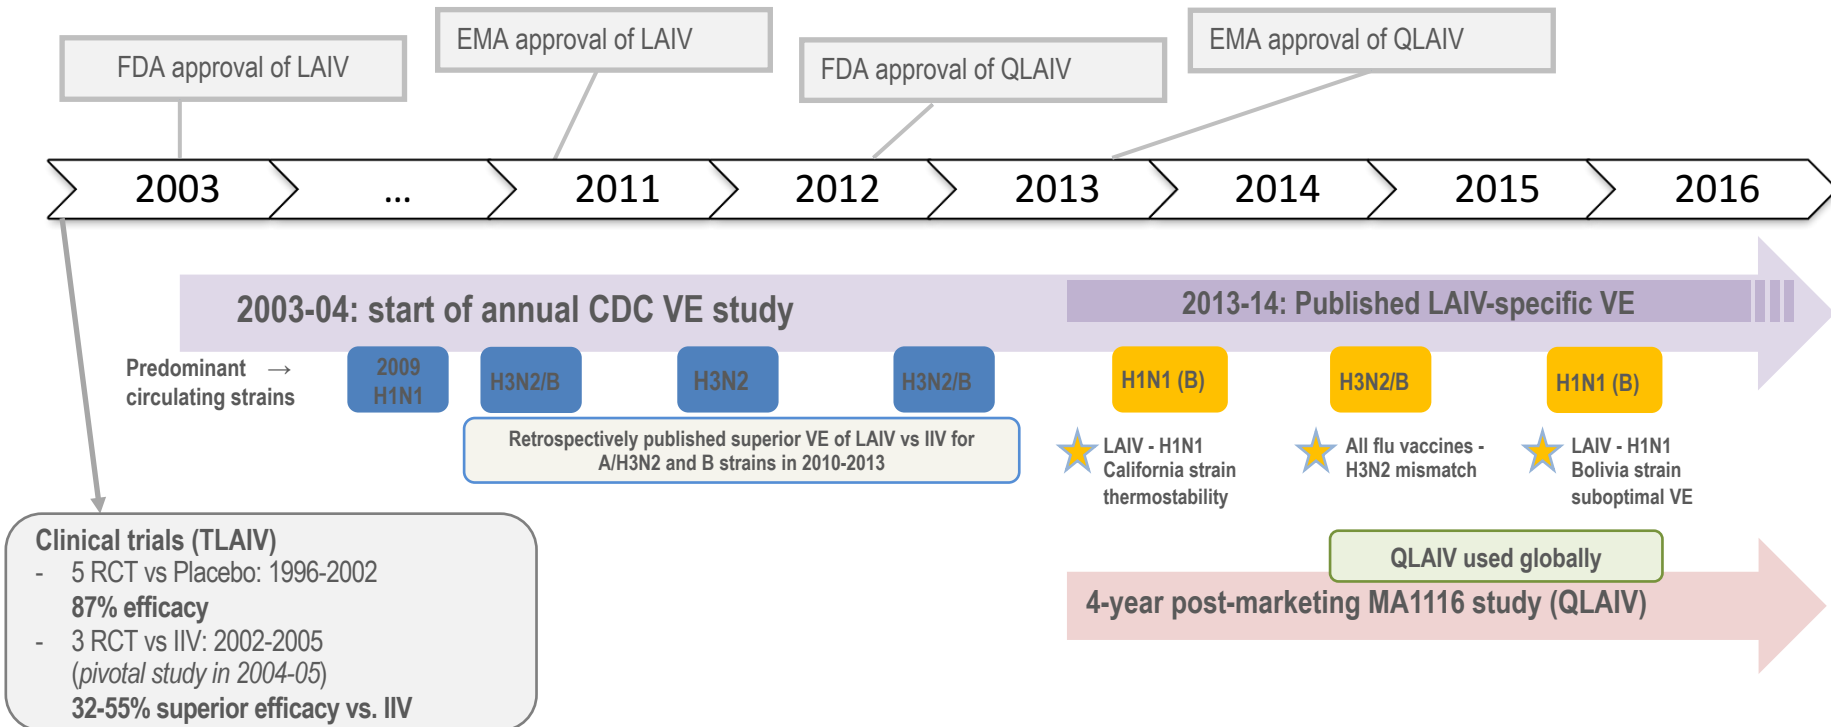 FDA approval of LAIV
EMA approval of LAIV
FDA approval of QLAIV
EMA approval of QLAIV
2003
...
2011
2012
2013
2014
2015
2016
2003-04: start of annual CDC VE study
2013-14: Published LAIV-specific VE
Predominant →
circulating strains
2009
H1N1
H3N2/B
H3N2
H3N2/B
H1N1 (B)
H3N2/B
H1N1 (B)
Retrospectively published superior VE of LAIV vs IIV for
A/H3N2 and B strains in 2010-2013
LAIV - H1N1
California strain
thermostability
All flu vaccines -
H3N2 mismatch
LAIV - H1N1
Bolivia strain
suboptimal VE
QLAIV used globally
4-year post-marketing MA1116 study (QLAIV)
Clinical trials (TLAIV)
- 5 RCT vs Placebo: 1996-2002
87% efficacy
- 3 RCT vs IIV: 2002-2005
(pivotal study in 2004-05)
32-55% superior efficacy vs. IIV